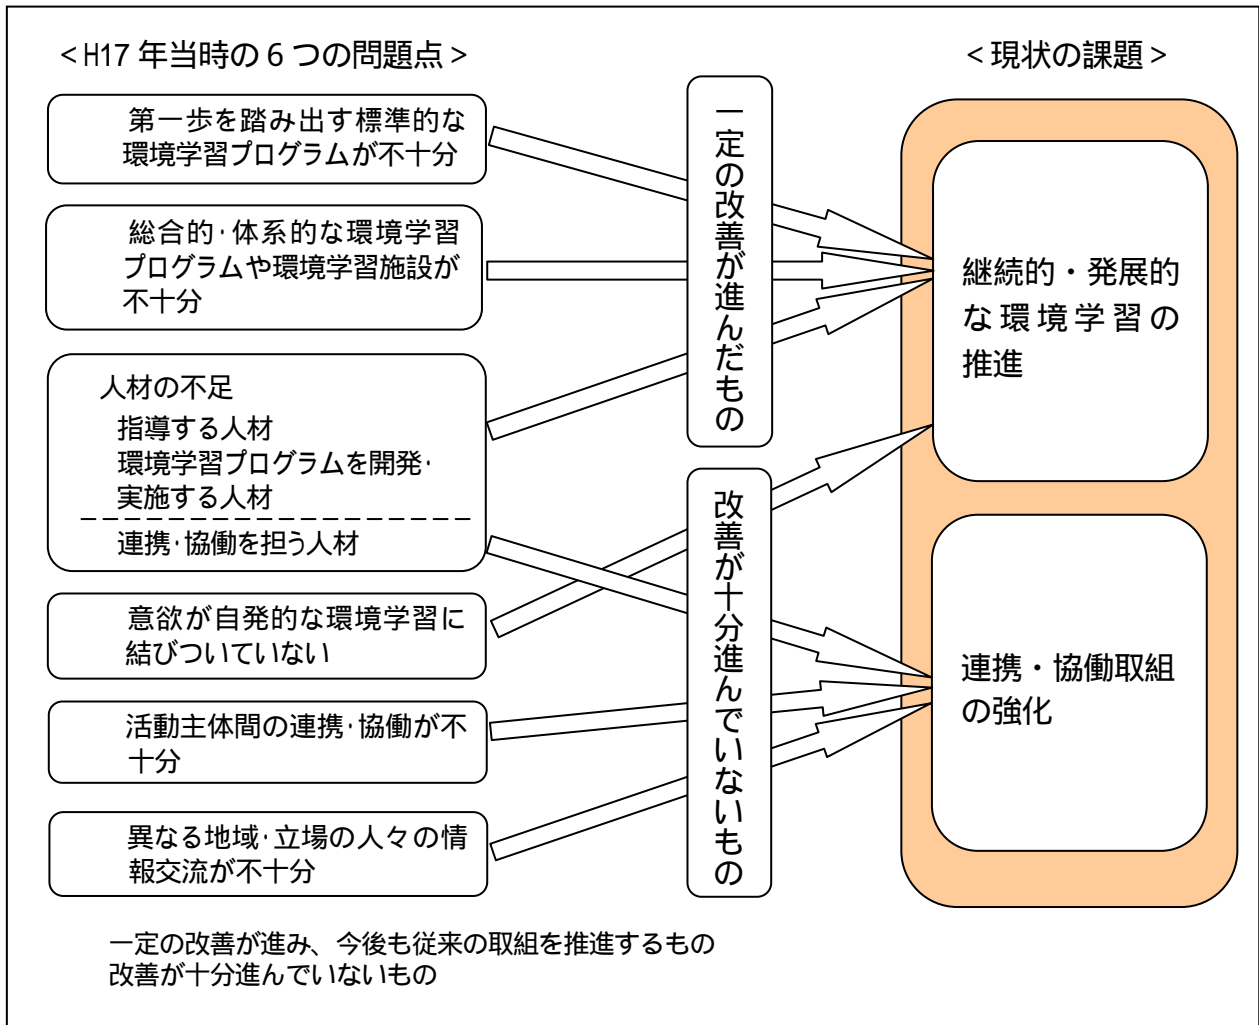 <H17 年当時の6つの問題点>
第一歩を踏み出す標準的な
環境学習プログラムが不十分
総合的・体系的な環境学習
プログラムや環境学習施設が
不十分
人材の不足
指導する人材
環境学習プログラムを開発・
実施する人材
連携・協働を担う人材
意欲が自発的な環境学習に
結びついていない
活動主体間の連携・協働が不
十分
異なる地域・立場の人々の情
報交流が不十分
一定の改善が進んだもの
改善が十分進んでいないもの
<現状の課題>
継続的・発展的
な環境学習の
推進
連携・協働取組
の強化
一定の改善が進み、今後も従来の取組を推進するもの
改善が十分進んでいないもの